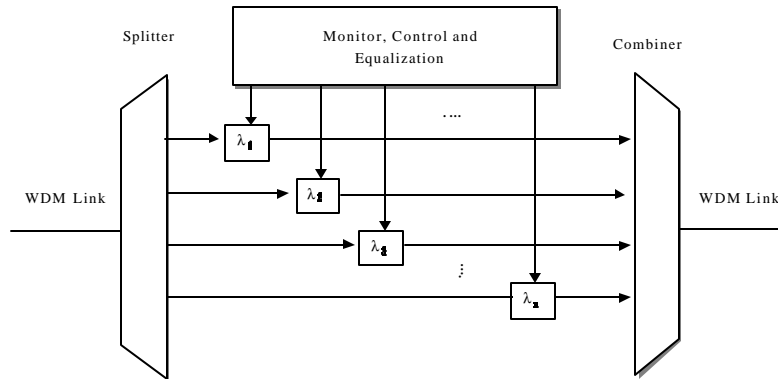 Splitter
Monitor, Control and
Equalization
Combiner
....
λ
λ
λ
λ
WDM Link
WDM Link